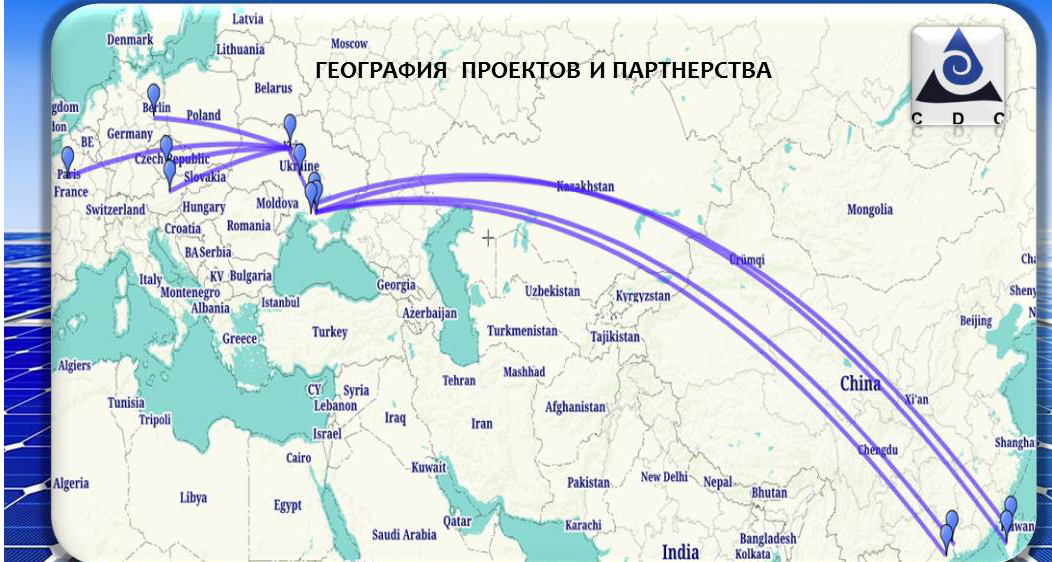 Latvia
Denmark
Lithuania
Moscow
ГЕОГРАФИЯ ПРОЕКТОВ И ПАРТНЕРСТВА
Belarus
gdom
Berlin
Poland
C D C
don
BE
Germany
Czech Republic
Ukraine
Paris
France
Slovakia
Kazakhstan
Switzerland
Hungary
Moldova
Mongolia
Croatia
Romania
BA
Serbia
Ürümqi
Cha
Italy
KV
Bulgaria
Georgia
Montenegro
Istanbul
Uzbekistan
Kyrgyzstan
Sheny
Albania
Azerbaijan
N
Beijing
Greece
Turkey
Turkmenistan
Tajikistan
Algiers
Mashhad
Tehran
CY
Syria
China
Tunisia
Lebanon
Xi'an
Tripoli
Iraq
Iran
Afghanistan
Israel
Shangha
Cairo
Chengdu
Kuwait
Algeria
Pakistan
New Delhi
Nepal
Bhutan
Libya
Egypt
Qatar
Karachi
Taiwan
Saudi Arabia
Bangladesh
India
Kolkata